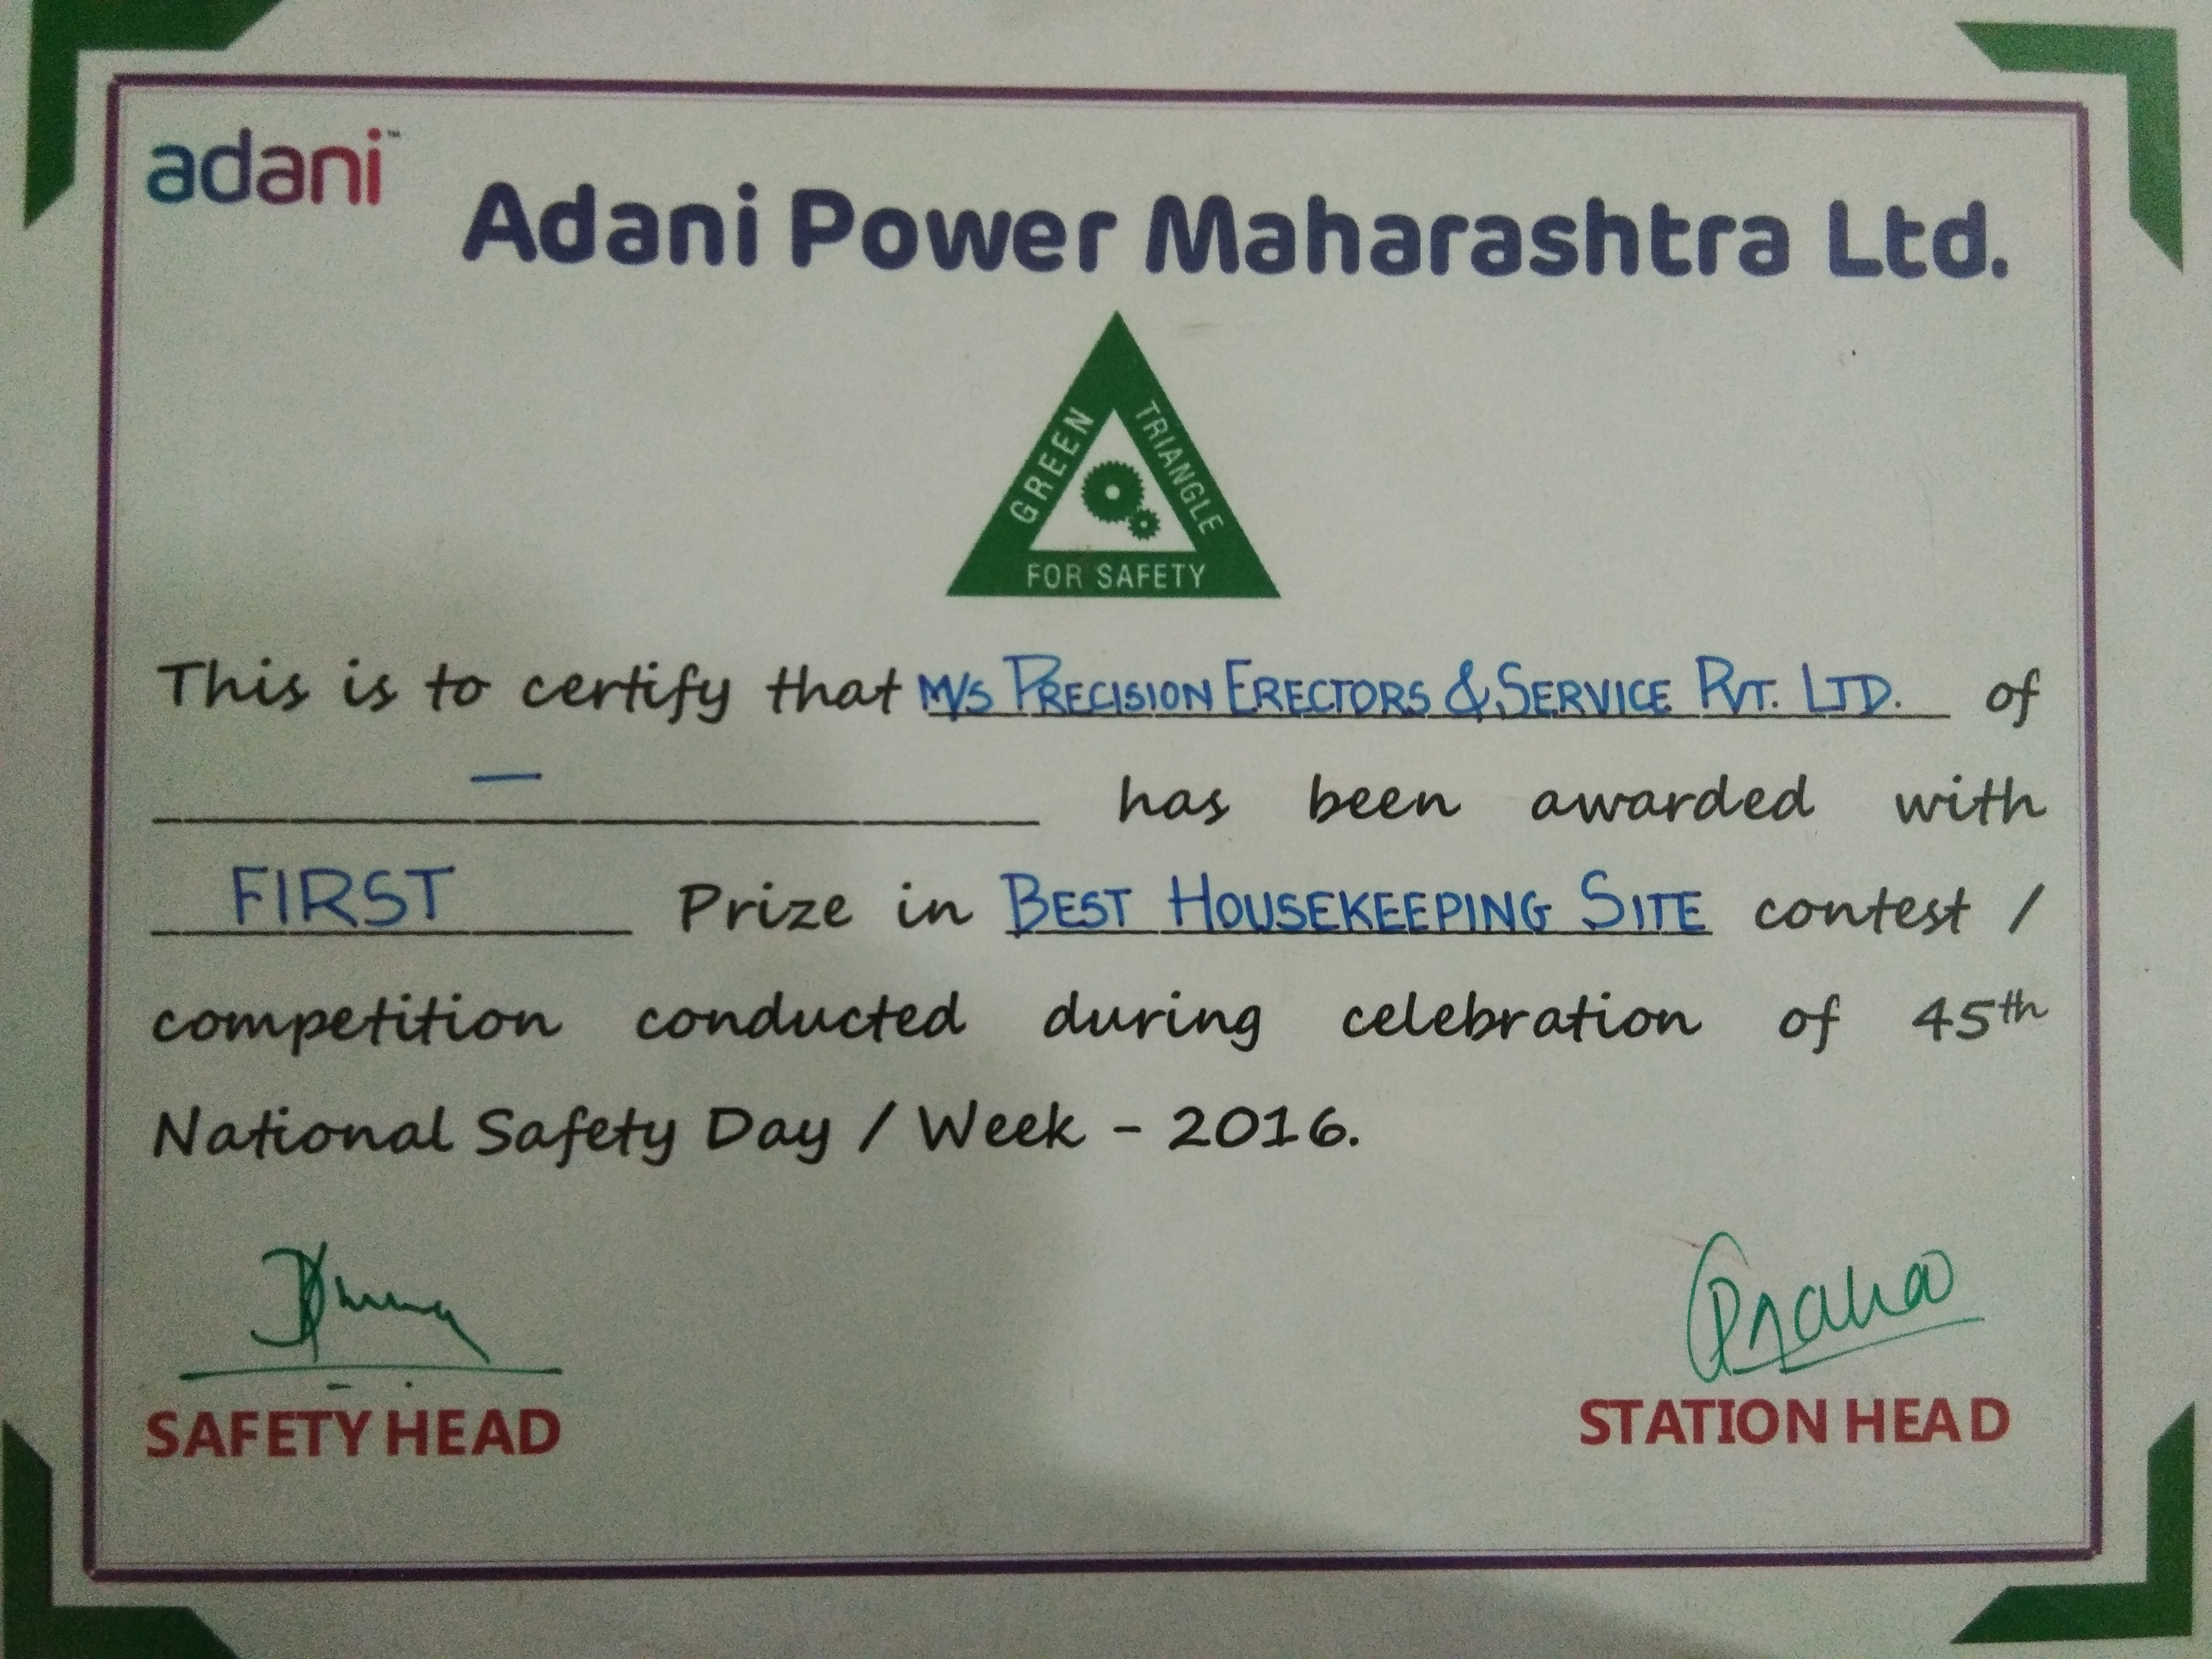 adani™
Adani Power Maharashtra Ltd.
GREEN TRIANGLE
FOR SAFETY
This is to certify that M/s PRECISION ERECTORS & SERVICE PVT. LTD. of
— has been awarded with
FIRST Prize in BEST HOUSEKEEPING SITE contest /
competition conducted during celebration of 45th
National Safety Day / Week - 2016.
SAFETY HEAD STATION HEAD